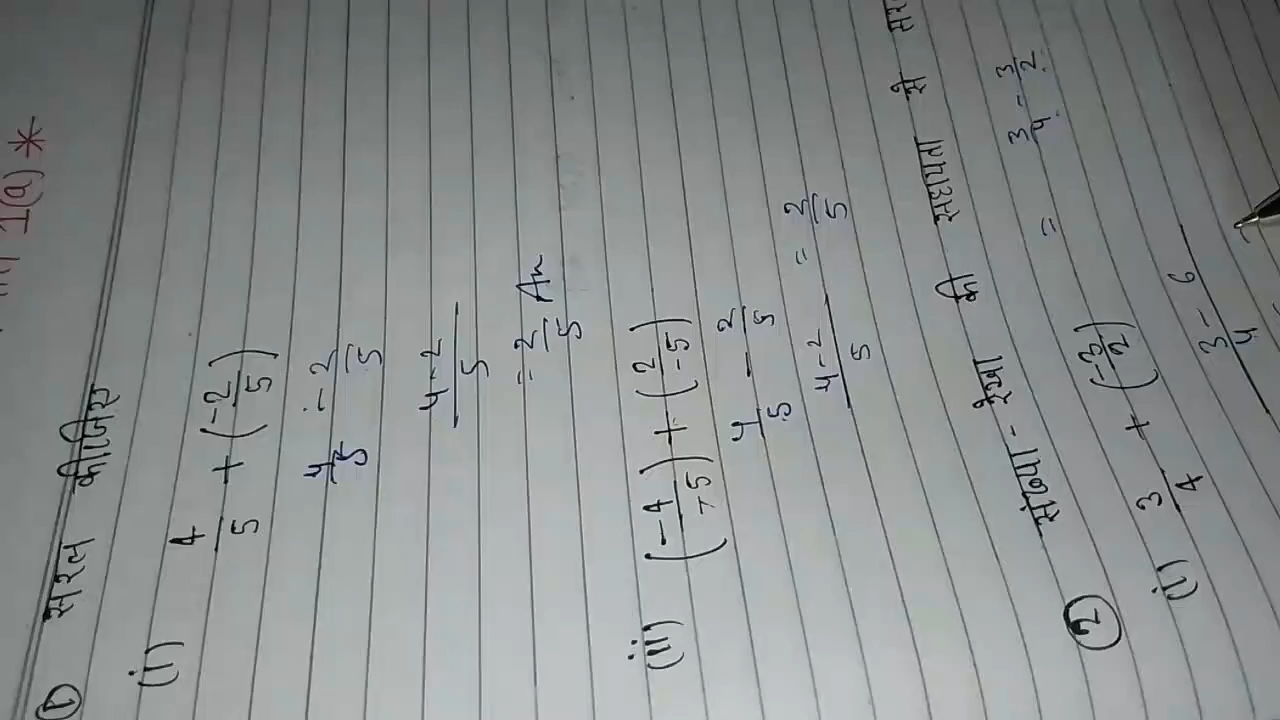 1(a) *
① सरल कीजिए
(i) 4/5 + (-2/5)
4/5 - 2/5
4-2/5
= 2/5 An
(ii) (-4/-5) + (2/-5)
4/5 - 2/5
4-2/5 = 2/5
② संख्या - रेखा की सहायता से
(i) 3/4 + (-3/2) = 3/4 - 3/2
3-6/4